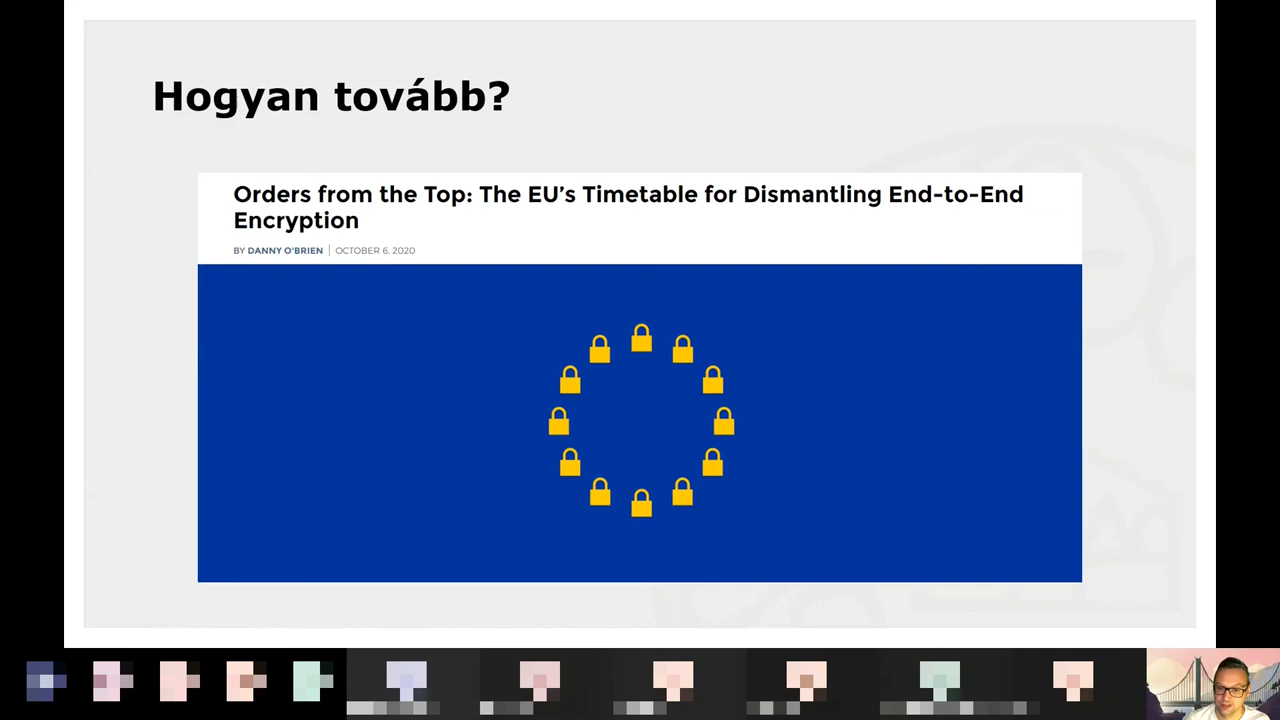 Hogyan tovább?
Orders from the Top: The EU’s Timetable for Dismantling End-to-End
Encryption
BY DANNY O'BRIEN | OCTOBER 6, 2020